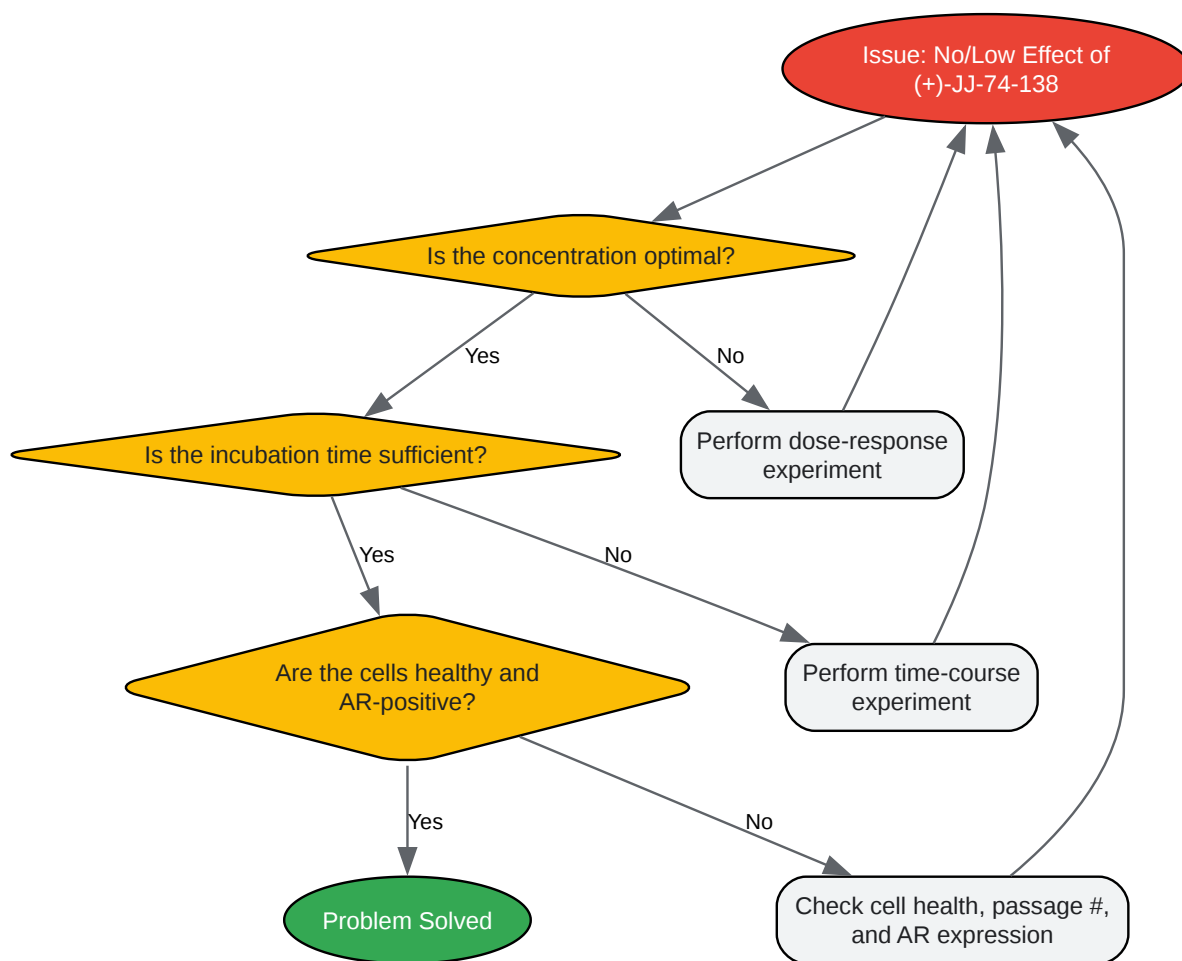 Issue: No/Low Effect of
(+)-JJ-74-138
Is the concentration optimal?
Yes
No
Perform dose-response
experiment
Is the incubation time sufficient?
Yes
No
Perform time-course
experiment
Are the cells healthy and
AR-positive?
Yes
No
Problem Solved
Check cell health, passage #,
and AR expression